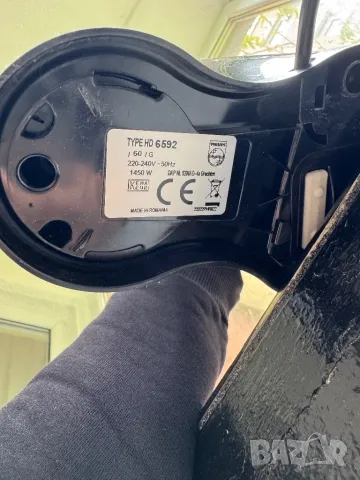 TYPE HD 6592
/ 60 / G
220-240V ~ 50Hz
1450 W
PHILIPS
CE
MADE IN ROMANIA
BAZAR